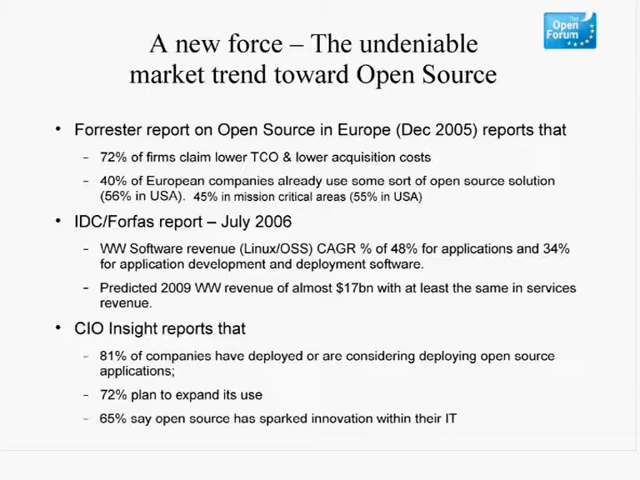 The
Open
Forum
A new force – The undeniable
market trend toward Open Source
• Forrester report on Open Source in Europe (Dec 2005) reports that
– 72% of firms claim lower TCO & lower acquisition costs
– 40% of European companies already use some sort of open source solution
(56% in USA). 45% in mission critical areas (55% in USA)
• IDC/Forfas report – July 2006
– WW Software revenue (Linux/OSS) CAGR % of 48% for applications and 34%
for application development and deployment software.
– Predicted 2009 WW revenue of almost $17bn with at least the same in services
revenue.
• CIO Insight reports that
– 81% of companies have deployed or are considering deploying open source
applications;
– 72% plan to expand its use
– 65% say open source has sparked innovation within their IT